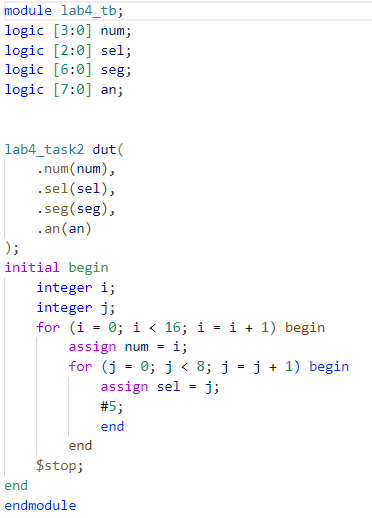 module lab4_tb;
logic [3:0] num;
logic [2:0] sel;
logic [6:0] seg;
logic [7:0] an;
lab4_task2 dut(
    .num(num),
    .sel(sel),
    .seg(seg),
    .an(an)
);
initial begin
    integer i;
    integer j;
    for (i = 0; i < 16; i = i + 1) begin
        assign num = i;
        for (j = 0; j < 8; j = j + 1) begin
            assign sel = j;
            #5;
            end
        end
    $stop;
end
endmodule